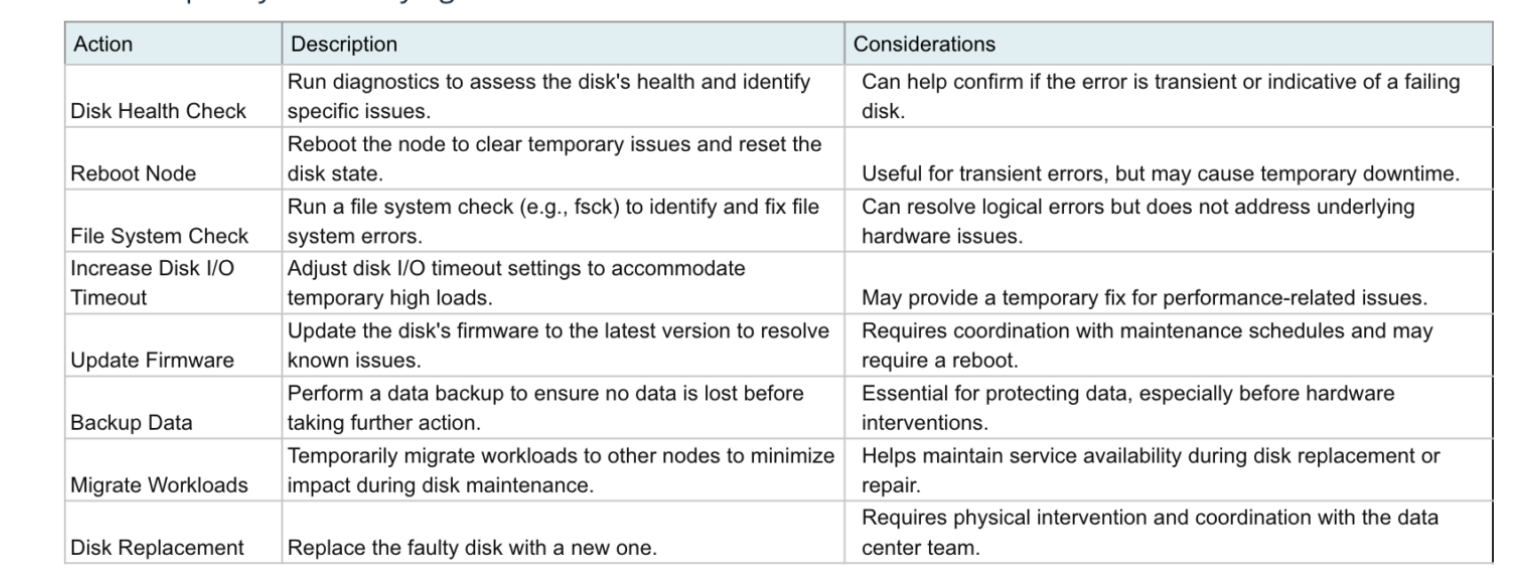 Action Description Considerations
Run diagnostics to assess the disk's health and identify Can help confirm if the error is transient or indicative of a failing
Disk Health Check specific issues. disk.
Reboot the node to clear temporary issues and reset the
Reboot Node disk state. Useful for transient errors, but may cause temporary downtime.
Run a file system check (e.g., fsck) to identify and fix file Can resolve logical errors but does not address underlying
File System Check system errors. hardware issues.
Increase Disk I/O Adjust disk I/O timeout settings to accommodate
Timeout temporary high loads. May provide a temporary fix for performance-related issues.
Update the disk's firmware to the latest version to resolve Requires coordination with maintenance schedules and may
Update Firmware known issues. require a reboot.
Perform a data backup to ensure no data is lost before Essential for protecting data, especially before hardware
Backup Data taking further action. interventions.
Temporarily migrate workloads to other nodes to minimize Helps maintain service availability during disk replacement or
Migrate Workloads impact during disk maintenance. repair.
Requires physical intervention and coordination with the data
Disk Replacement Replace the faulty disk with a new one. center team.